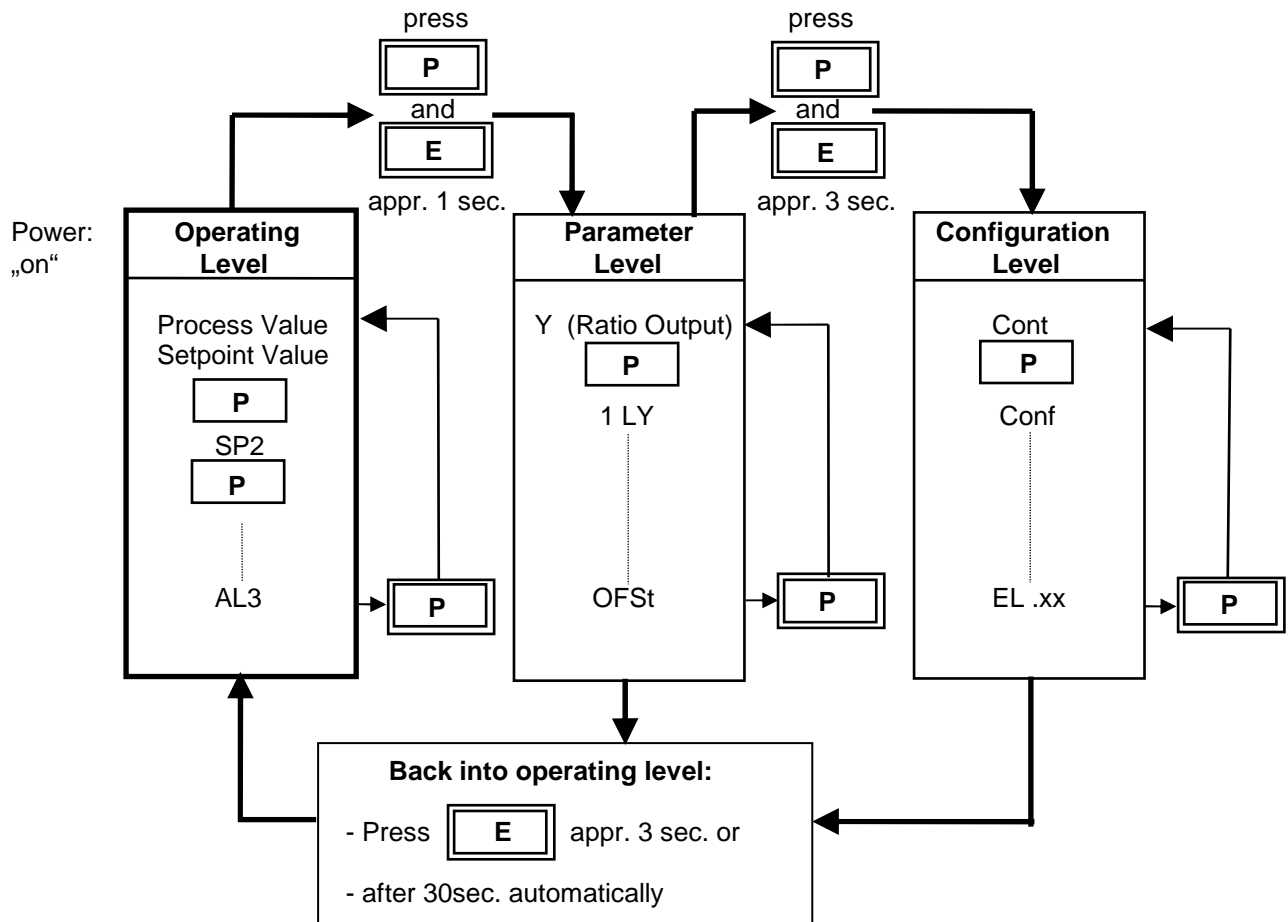 press
P
and
E
appr. 1 sec.
press
P
and
E
appr. 3 sec.
Power:
„on“
Operating
Level
Process Value
Setpoint Value
P
SP2
P
AL3
P
Parameter
Level
Y (Ratio Output)
P
1 LY
OFSt
P
Configuration
Level
Cont
P
Conf
EL .xx
P
Back into operating level:
- Press E appr. 3 sec. or
- after 30sec. automatically